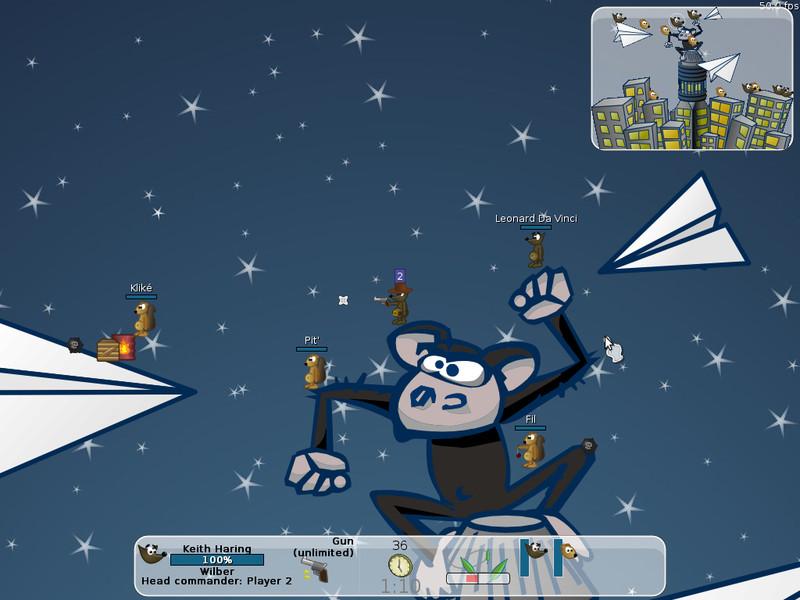 50.0 fps
Leonard Da Vinci
2
Kliké
Pit'
Fil
Keith Haring
100%
Wilber
Head commander: Player 2
Gun
(unlimited)
36
1:10